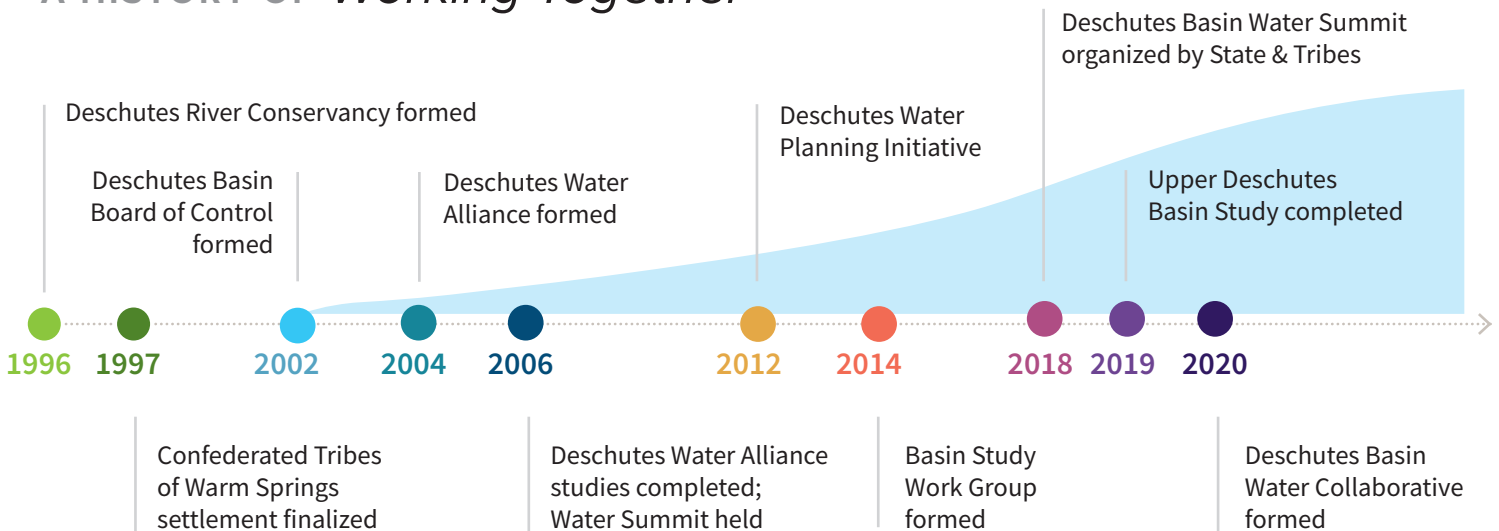 Working Together
Deschutes Basin Water Summit
organized by State & Tribes
Deschutes River Conservancy formed
Deschutes Water
Planning Initiative
Deschutes Basin
Board of Control
formed
Deschutes Water
Alliance formed
Upper Deschutes
Basin Study completed
1996 1997 2002 2004 2006 2012 2014 2018 2019 2020
Confederated Tribes
of Warm Springs
settlement finalized
Deschutes Water Alliance
studies completed;
Water Summit held
Basin Study
Work Group
formed
Deschutes Basin
Water Collaborative
formed